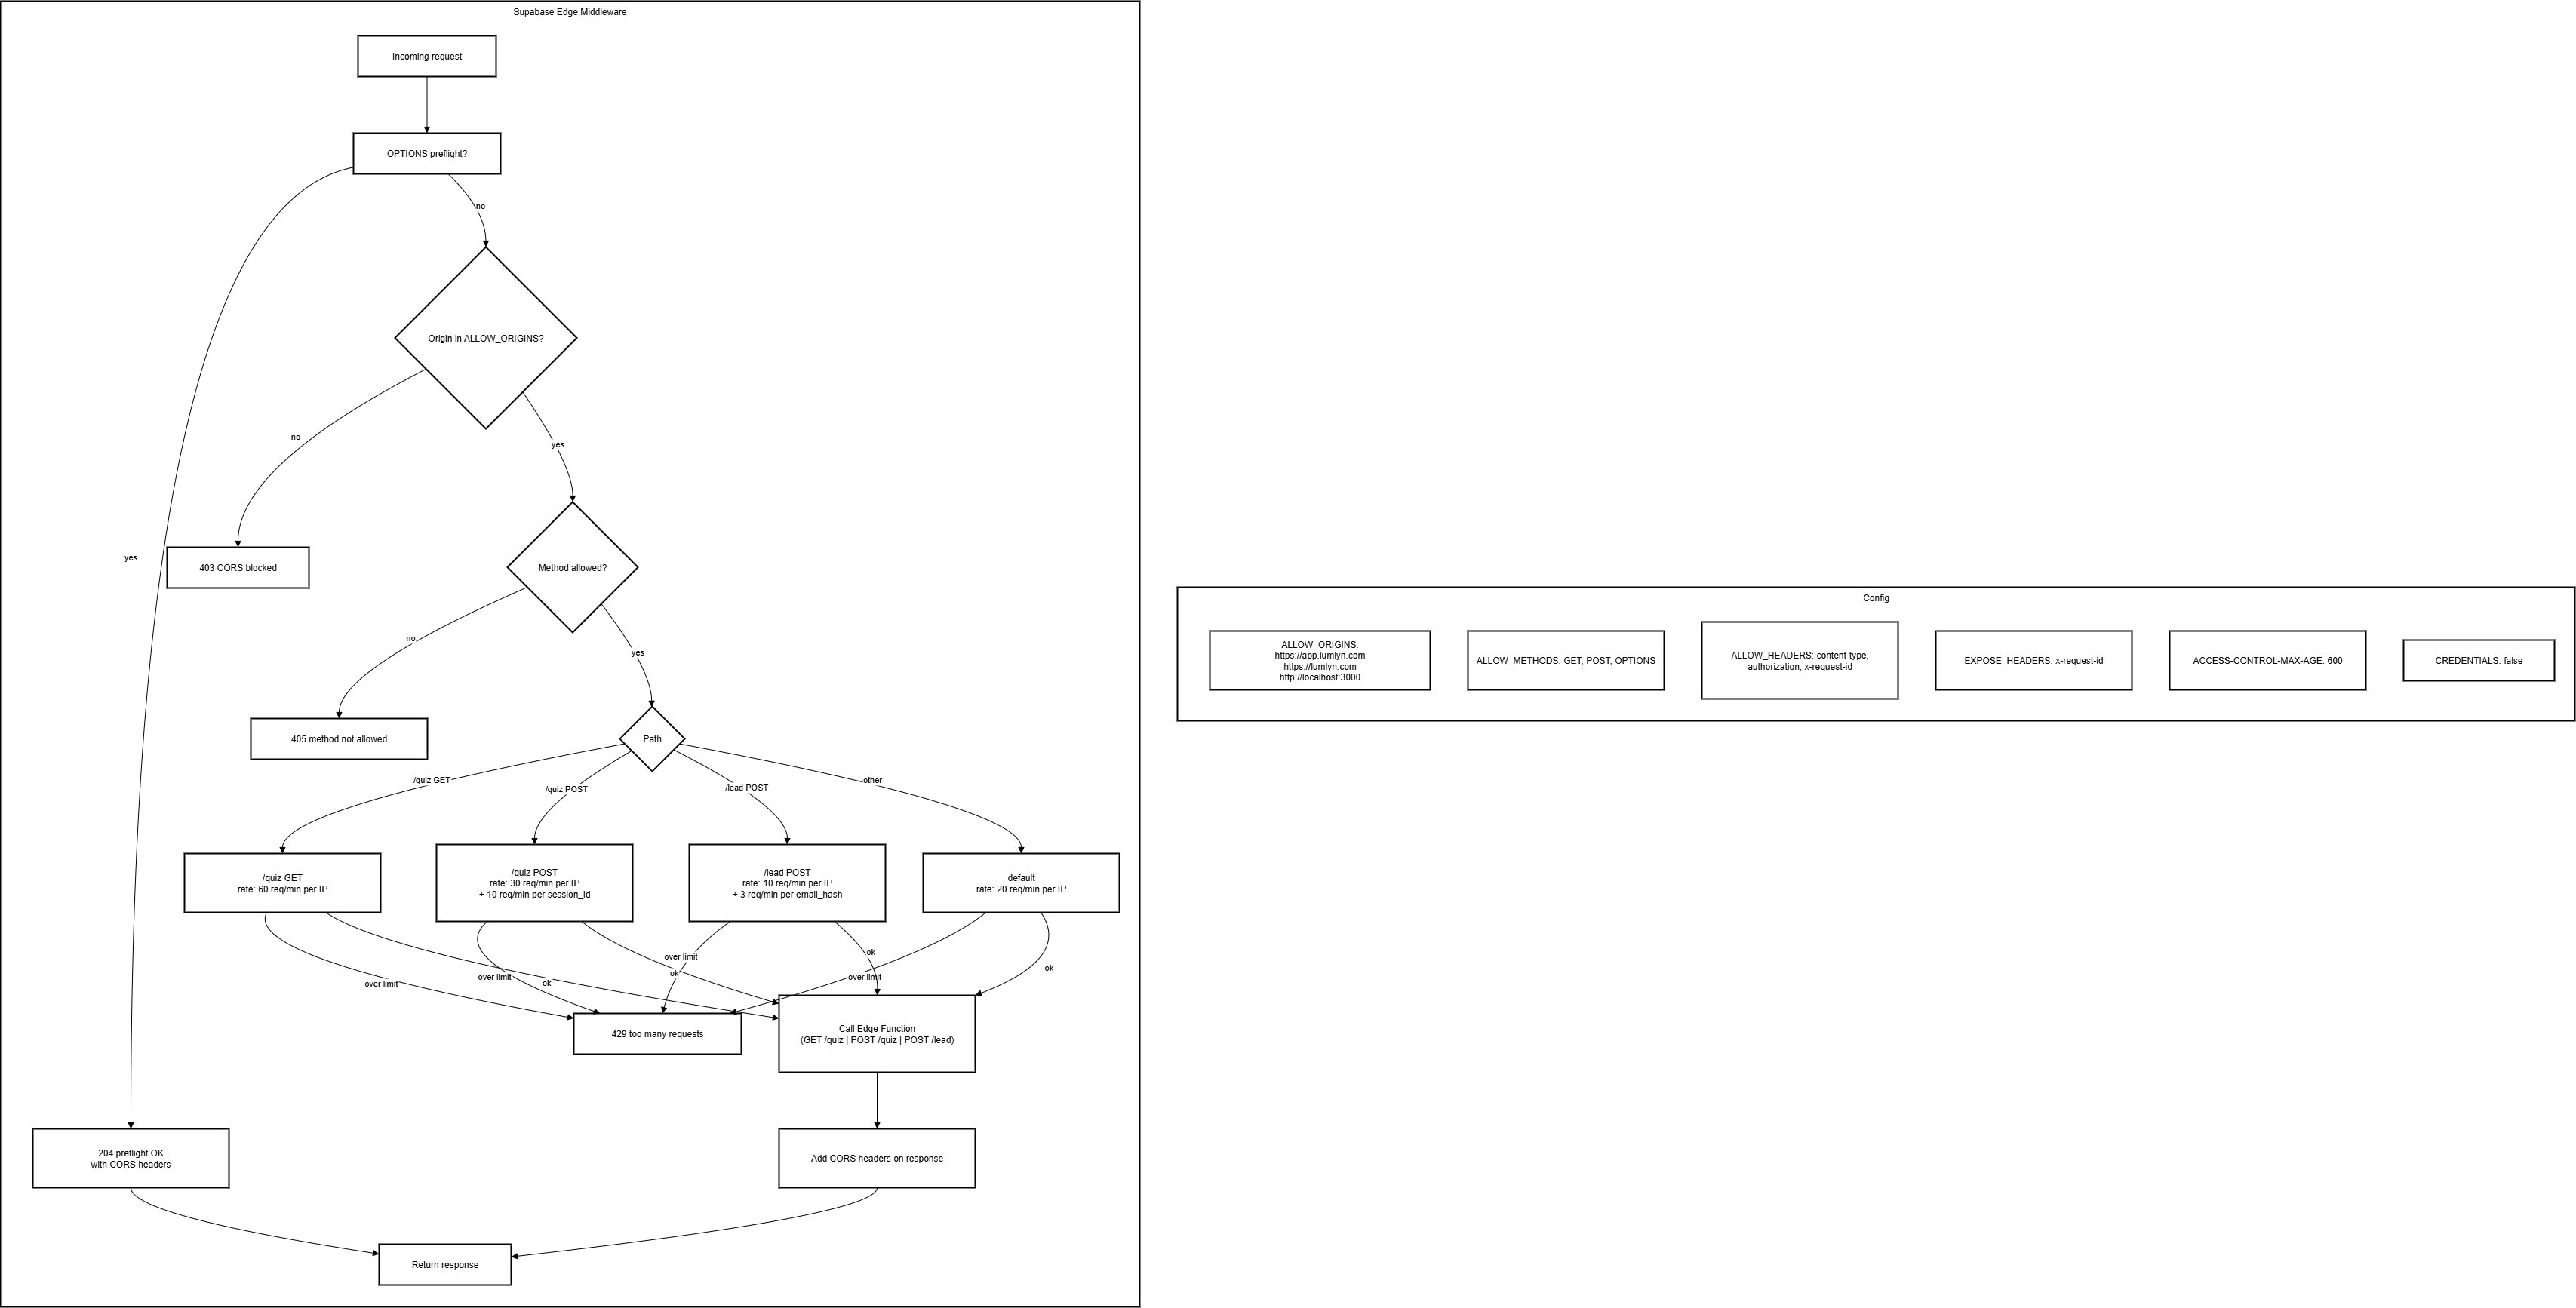 Supabase Edge Middleware
Incoming request
OPTIONS preflight?
no
Origin in ALLOW_ORIGINS?
no
yes
yes
403 CORS blocked
Method allowed?
no
yes
405 method not allowed
Path
/quiz GET
/quiz POST
/lead POST
other
/quiz GET
rate: 60 req/min per IP
/quiz POST
rate: 30 req/min per IP
+ 10 req/min per session_id
/lead POST
rate: 10 req/min per IP
+ 3 req/min per email_hash
default
rate: 20 req/min per IP
over limit
over limit
ok
over limit
ok
ok
over limit
ok
429 too many requests
Call Edge Function
(GET /quiz | POST /quiz | POST /lead)
204 preflight OK
with CORS headers
Add CORS headers on response
Return response
Config
ALLOW_ORIGINS:
https://app.lumlyn.com
https://lumlyn.com
http://localhost:3000
ALLOW_METHODS: GET, POST, OPTIONS
ALLOW_HEADERS: content-type,
authorization, x-request-id
EXPOSE_HEADERS: x-request-id
ACCESS-CONTROL-MAX-AGE: 600
CREDENTIALS: false